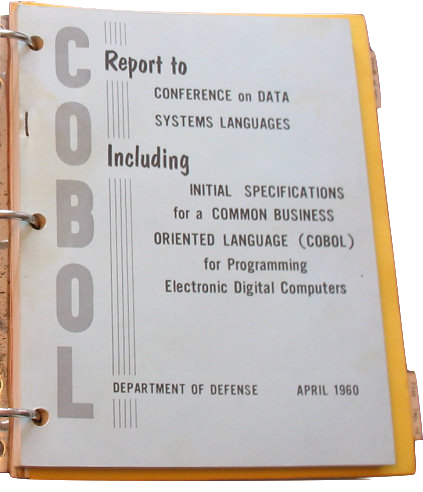 COBOL
Report to
CONFERENCE on DATA
SYSTEMS LANGUAGES
Including
INITIAL SPECIFICATIONS
for a COMMON BUSINESS
ORIENTED LANGUAGE (COBOL)
for Programming
Electronic Digital Computers
DEPARTMENT OF DEFENSE APRIL 1960